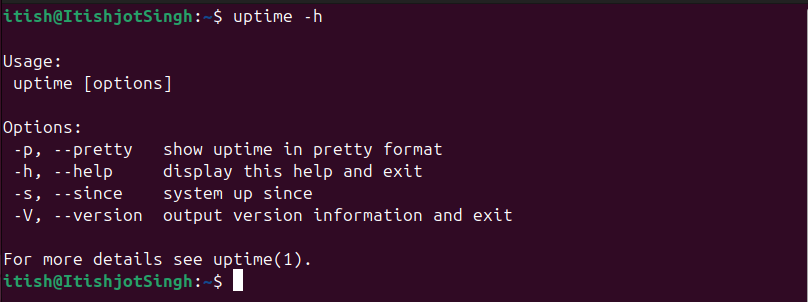 itish@ItishjotSingh:~$ uptime -h
Usage:
 uptime [options]
Options:
 -p, --pretty   show uptime in pretty format
 -h, --help     display this help and exit
 -s, --since    system up since
 -V, --version  output version information and exit
For more details see uptime(1).
itish@ItishjotSingh:~$